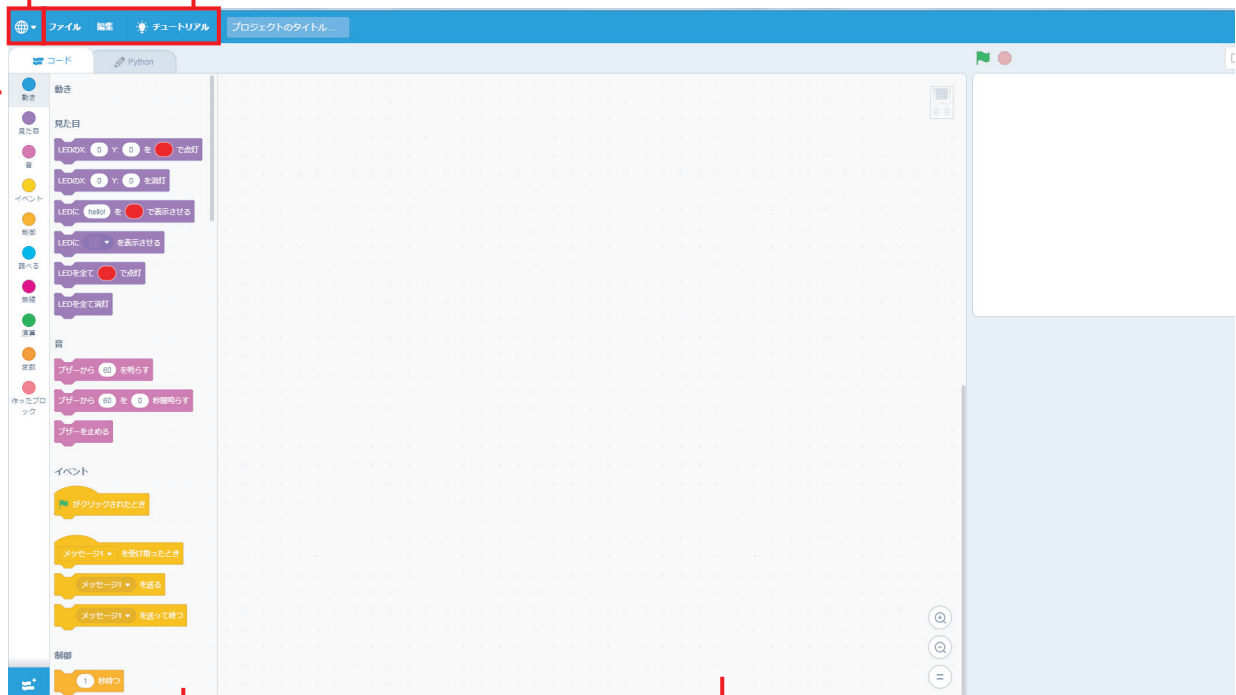 ファイル 編集 チュートリアル プロジェクトのタイトル...
コード Python
動き
見た目
音
イベント
制御
調べる
無線
演算
変数
作ったブロ
ック
動き
見た目
LEDのX: 0 Y: 0 を で点灯
LEDのX: 0 Y: 0 を消灯
LEDに hello! を で表示させる
LEDに を表示させる
LEDを全て で点灯
LEDを全て消灯
音
ブザーから 60 を鳴らす
ブザーから 60 を 0 秒間鳴らす
ブザーを止める
イベント
がクリックされたとき
メッセージ1 を受け取ったとき
メッセージ1 を送る
メッセージ1 を送って待つ
制御
1 秒待つ